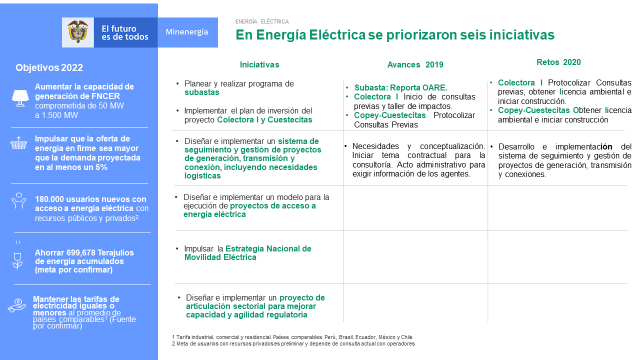 El futuro
es de todos
Minenergía
ENERGÍA ELÉCTRICA
En Energía Eléctrica se priorizaron seis iniciativas
Objetivos 2022
Aumentar la capacidad de
generación de FNCER
comprometida de 50 MW
a 1.500 MW
Impulsar que la oferta de
energía en firme sea mayor
que la demanda proyectada
en al menos un 5%
180.000 usuarios nuevos con
acceso a energía eléctrica con
recursos públicos y privados2
Ahorrar 699,678 Terajulios
de energía acumulados
(meta por confirmar)
Mantener las tarifas de
electricidad iguales o
menores al promedio de
países comparables1 (Fuente
por confirmar)
Iniciativas
Avances 2019
Retos 2020
• Planear y realizar programa de
subastas
• Implementar el plan de inversión del
proyecto Colectora I y Cuestecitas
• Subasta: Reporta OARE.
• Colectora I Inicio de consultas
previas y taller de impactos.
• Copey-Cuestecitas Protocolizar
Consultas Previas
• Colectora I Protocolizar Consultas
previas, obtener licencia ambiental e
iniciar construcción.
• Copey-Cuestecitas Obtener licencia
ambiental e iniciar construcción
• Diseñar e implementar un sistema de
seguimiento y gestión de proyectos
de generación, transmisión y
conexión, incluyendo necesidades
logísticas
• Necesidades y conceptualización.
Iniciar tema contractual para la
consultoría. Acto administrativo para
exigir información de los agentes.
• Desarrollo e implementación del
sistema de seguimiento y gestión de
proyectos de generación, transmisión
y conexiones.
• Diseñar e implementar un modelo para la
ejecución de proyectos de acceso a
energía eléctrica
• Impulsar la Estrategia Nacional de
Movilidad Eléctrica
• Diseñar e implementar un proyecto de
articulación sectorial para mejorar
capacidad y agilidad regulatoria
1 Tarifa industrial, comercial y residencial. Países comparables: Perú, Brasil, Ecuador, México y Chile
2 Meta de usuarios con recursos privados es preliminar y depende de consulta actual con operadores